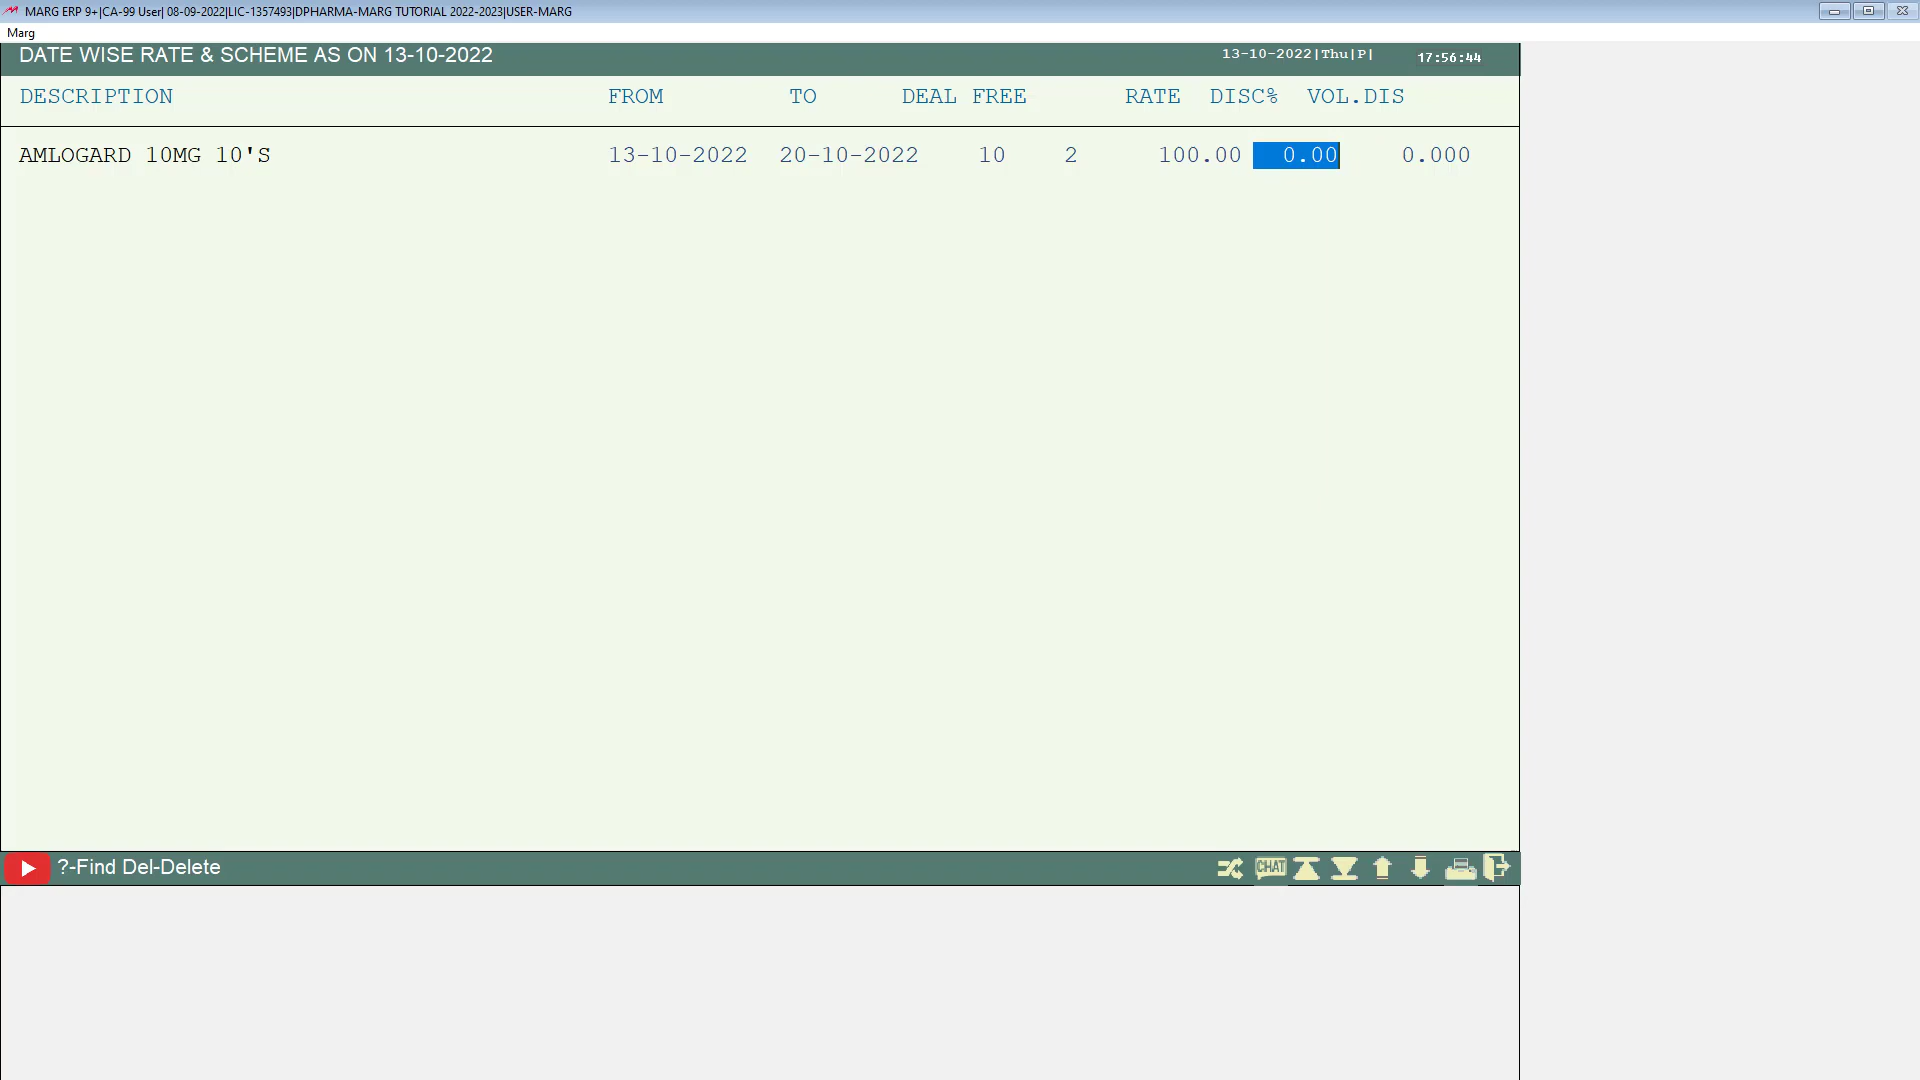 MARG ERP 9+|CA-99 User| 08-09-2022|LIC-1357493|DPHARMA-MARG TUTORIAL 2022-2023|USER-MARG
Marg
DATE WISE RATE & SCHEME AS ON 13-10-2022 13-10-2022|Thu|P| 17:56:44
DESCRIPTION FROM TO DEAL FREE RATE DISC% VOL.DIS
AMLOGARD 10MG 10'S 13-10-2022 20-10-2022 10 2 100.00 0.00 0.000
?-Find Del-Delete CHAT